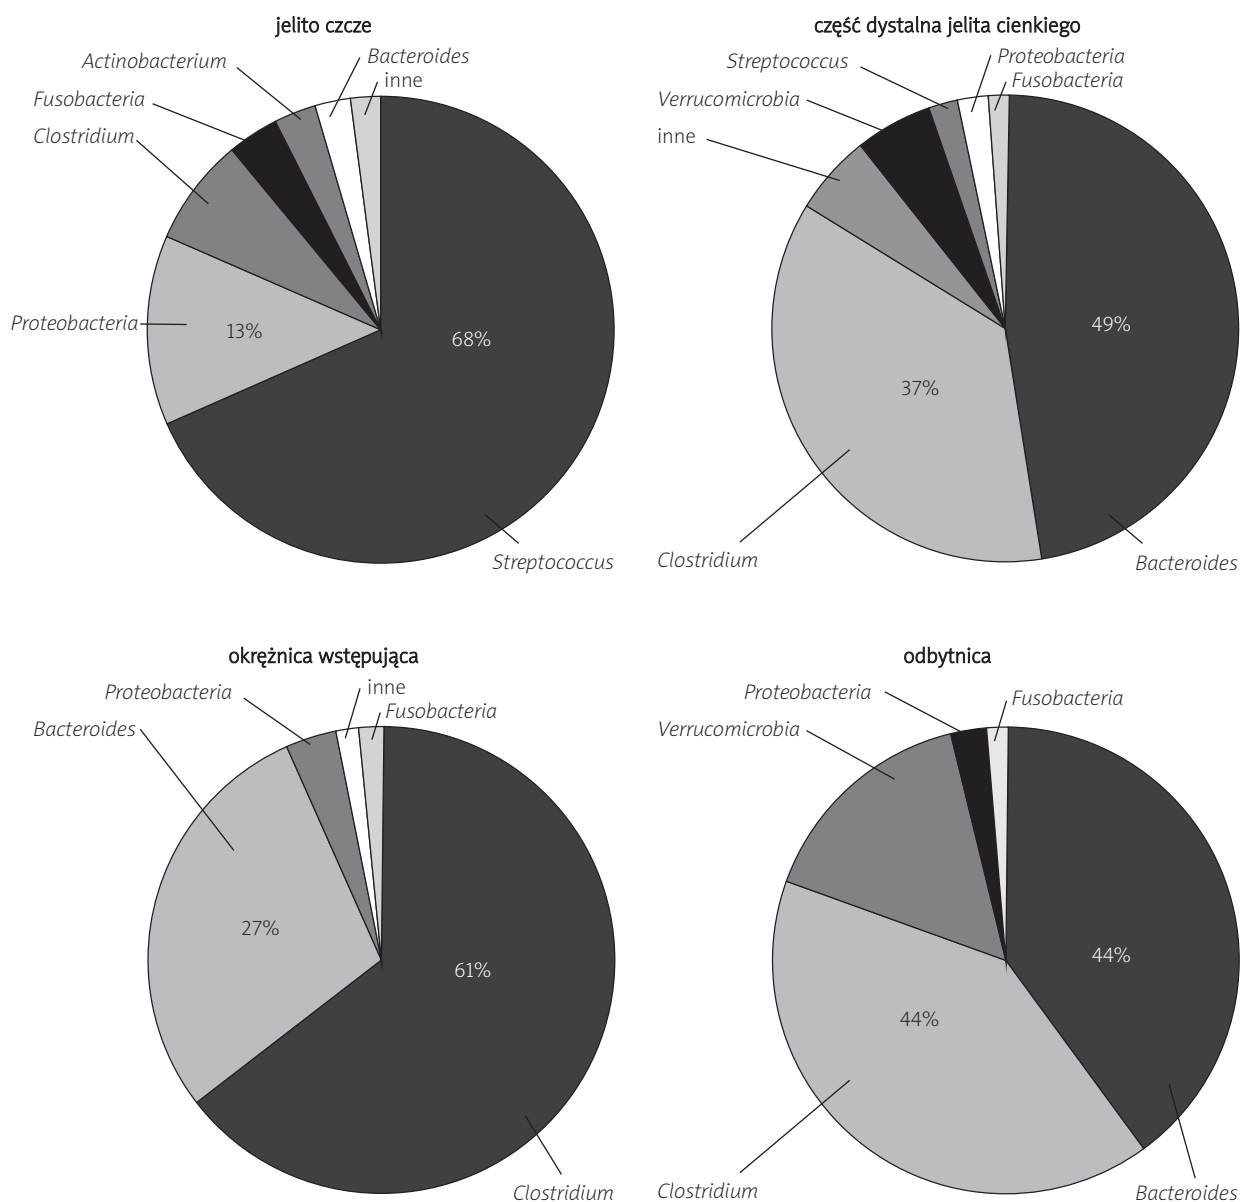 jelito czcze
Actinobacterium
Bacteroides
inne
Fusobacteria
Clostridium
Proteobacteria
13%
68%
Streptococcus
część dystalna jelita cienkiego
Streptococcus
Proteobacteria
Fusobacteria
Verrucomicrobia
inne
49%
37%
Clostridium
Bacteroides
okrężnica wstępująca
Proteobacteria
inne
Fusobacteria
Bacteroides
27%
61%
Clostridium
odbytnica
Proteobacteria
Fusobacteria
Verrucomicrobia
44%
44%
Clostridium
Bacteroides